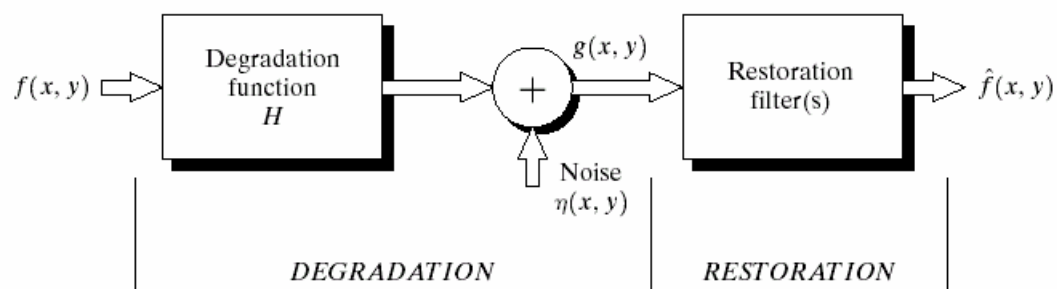 f(x, y)
Degradation
function
H
+
Noise
η(x, y)
g(x, y)
Restoration
filter(s)
f̂(x, y)
DEGRADATION
RESTORATION